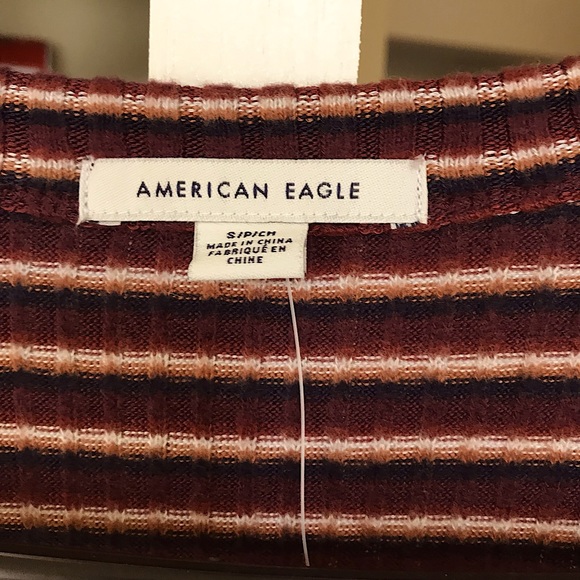 AMERICAN EAGLE
S/P/CH
MADE IN CHINA
FABRIQUÉ EN
CHINE